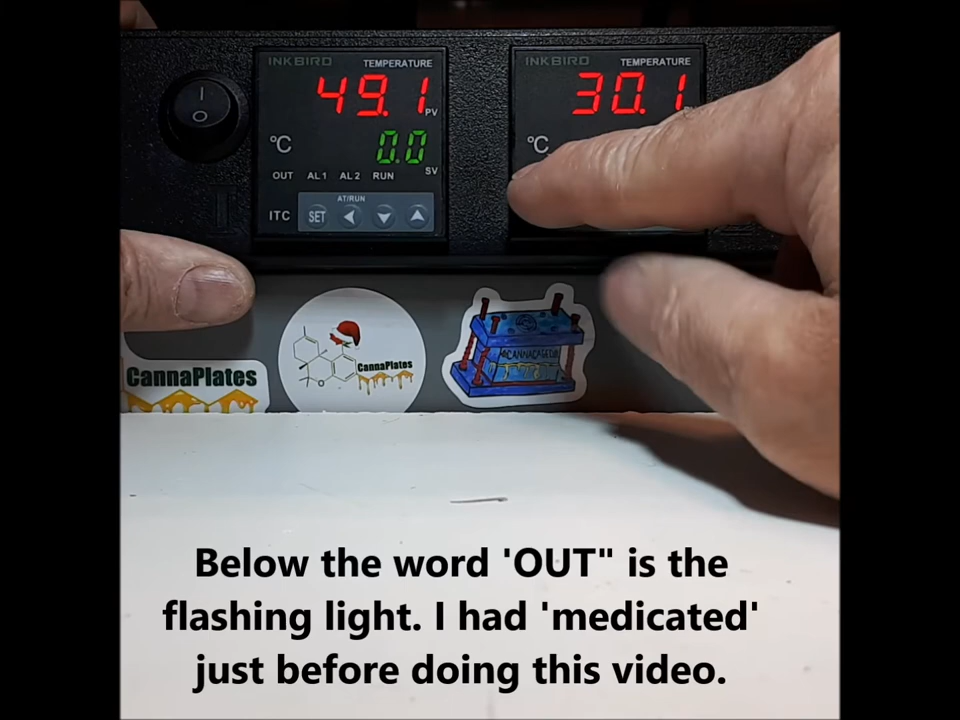 INKBIRD
TEMPERATURE
49.1
PV
°C
0.0
SV
OUT AL1 AL2 RUN
AT/RUN
ITC
SET
INKBIRD
TEMPERATURE
30.1
°C
CannaPlates
CannaPlates
CANNACAGE
Below the word 'OUT" is the
flashing light. I had 'medicated'
just before doing this video.